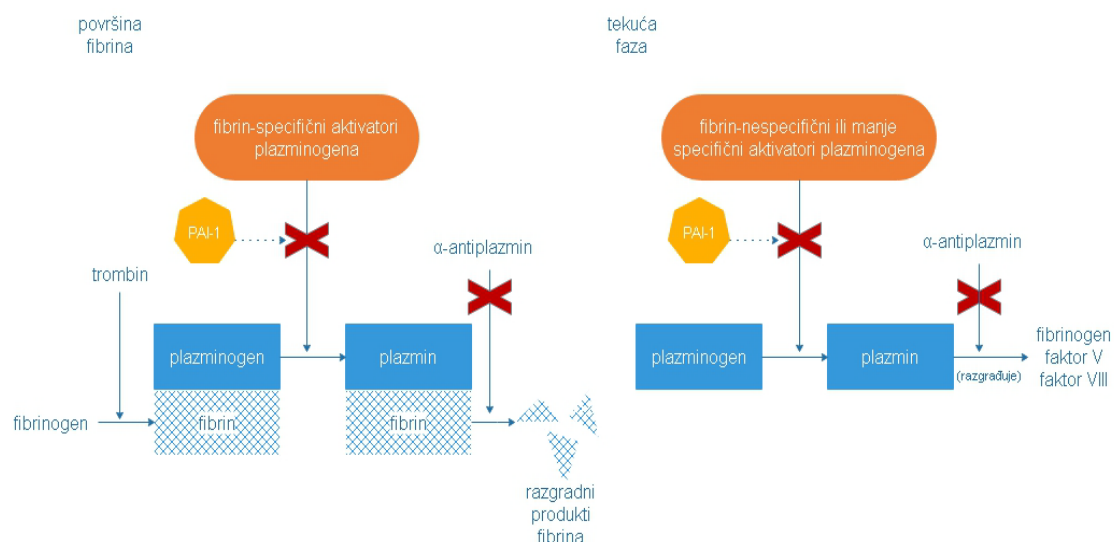 površina
fibrina
fibrin-specifični aktivatori
plazminogena
PAI-1
α-antiplazmin
trombin
plazminogen
plazmin
fibrinogen
fibrin
fibrin
razgradni
produkti
fibrina
tekuća
faza
fibrin-nespecifični ili manje
specifični aktivatori plazminogena
PAI-1
α-antiplazmin
plazminogen
plazmin
(razgrađuje)
fibrinogen
faktor V
faktor VIII